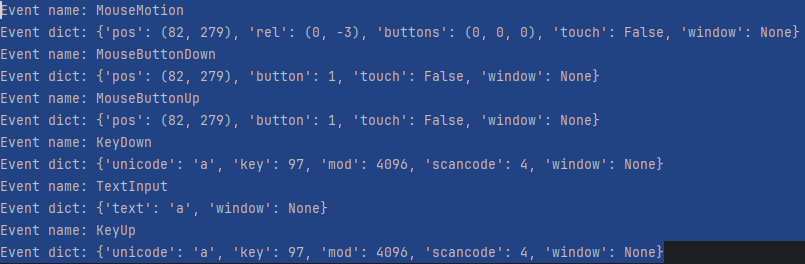 Event name: MouseMotion
Event dict: {'pos': (82, 279), 'rel': (0, -3), 'buttons': (0, 0, 0), 'touch': False, 'window': None}
Event name: MouseButtonDown
Event dict: {'pos': (82, 279), 'button': 1, 'touch': False, 'window': None}
Event name: MouseButtonUp
Event dict: {'pos': (82, 279), 'button': 1, 'touch': False, 'window': None}
Event name: KeyDown
Event dict: {'unicode': 'a', 'key': 97, 'mod': 4096, 'scancode': 4, 'window': None}
Event name: TextInput
Event dict: {'text': 'a', 'window': None}
Event name: KeyUp
Event dict: {'unicode': 'a', 'key': 97, 'mod': 4096, 'scancode': 4, 'window': None}